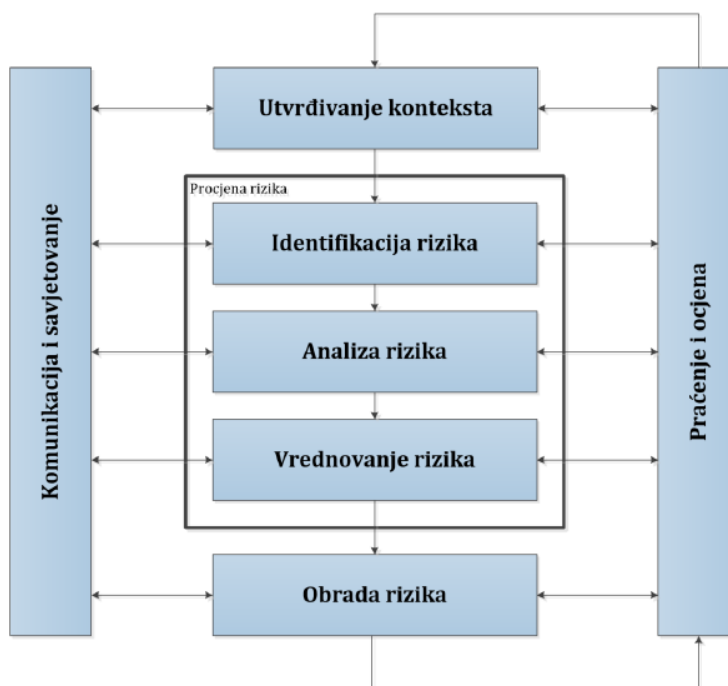 Utvrđivanje konteksta
Procjena rizika
Identifikacija rizika
Analiza rizika
Vrednovanje rizika
Obrada rizika
Komunikacija i savjetovanje
Praćenje i ocjena